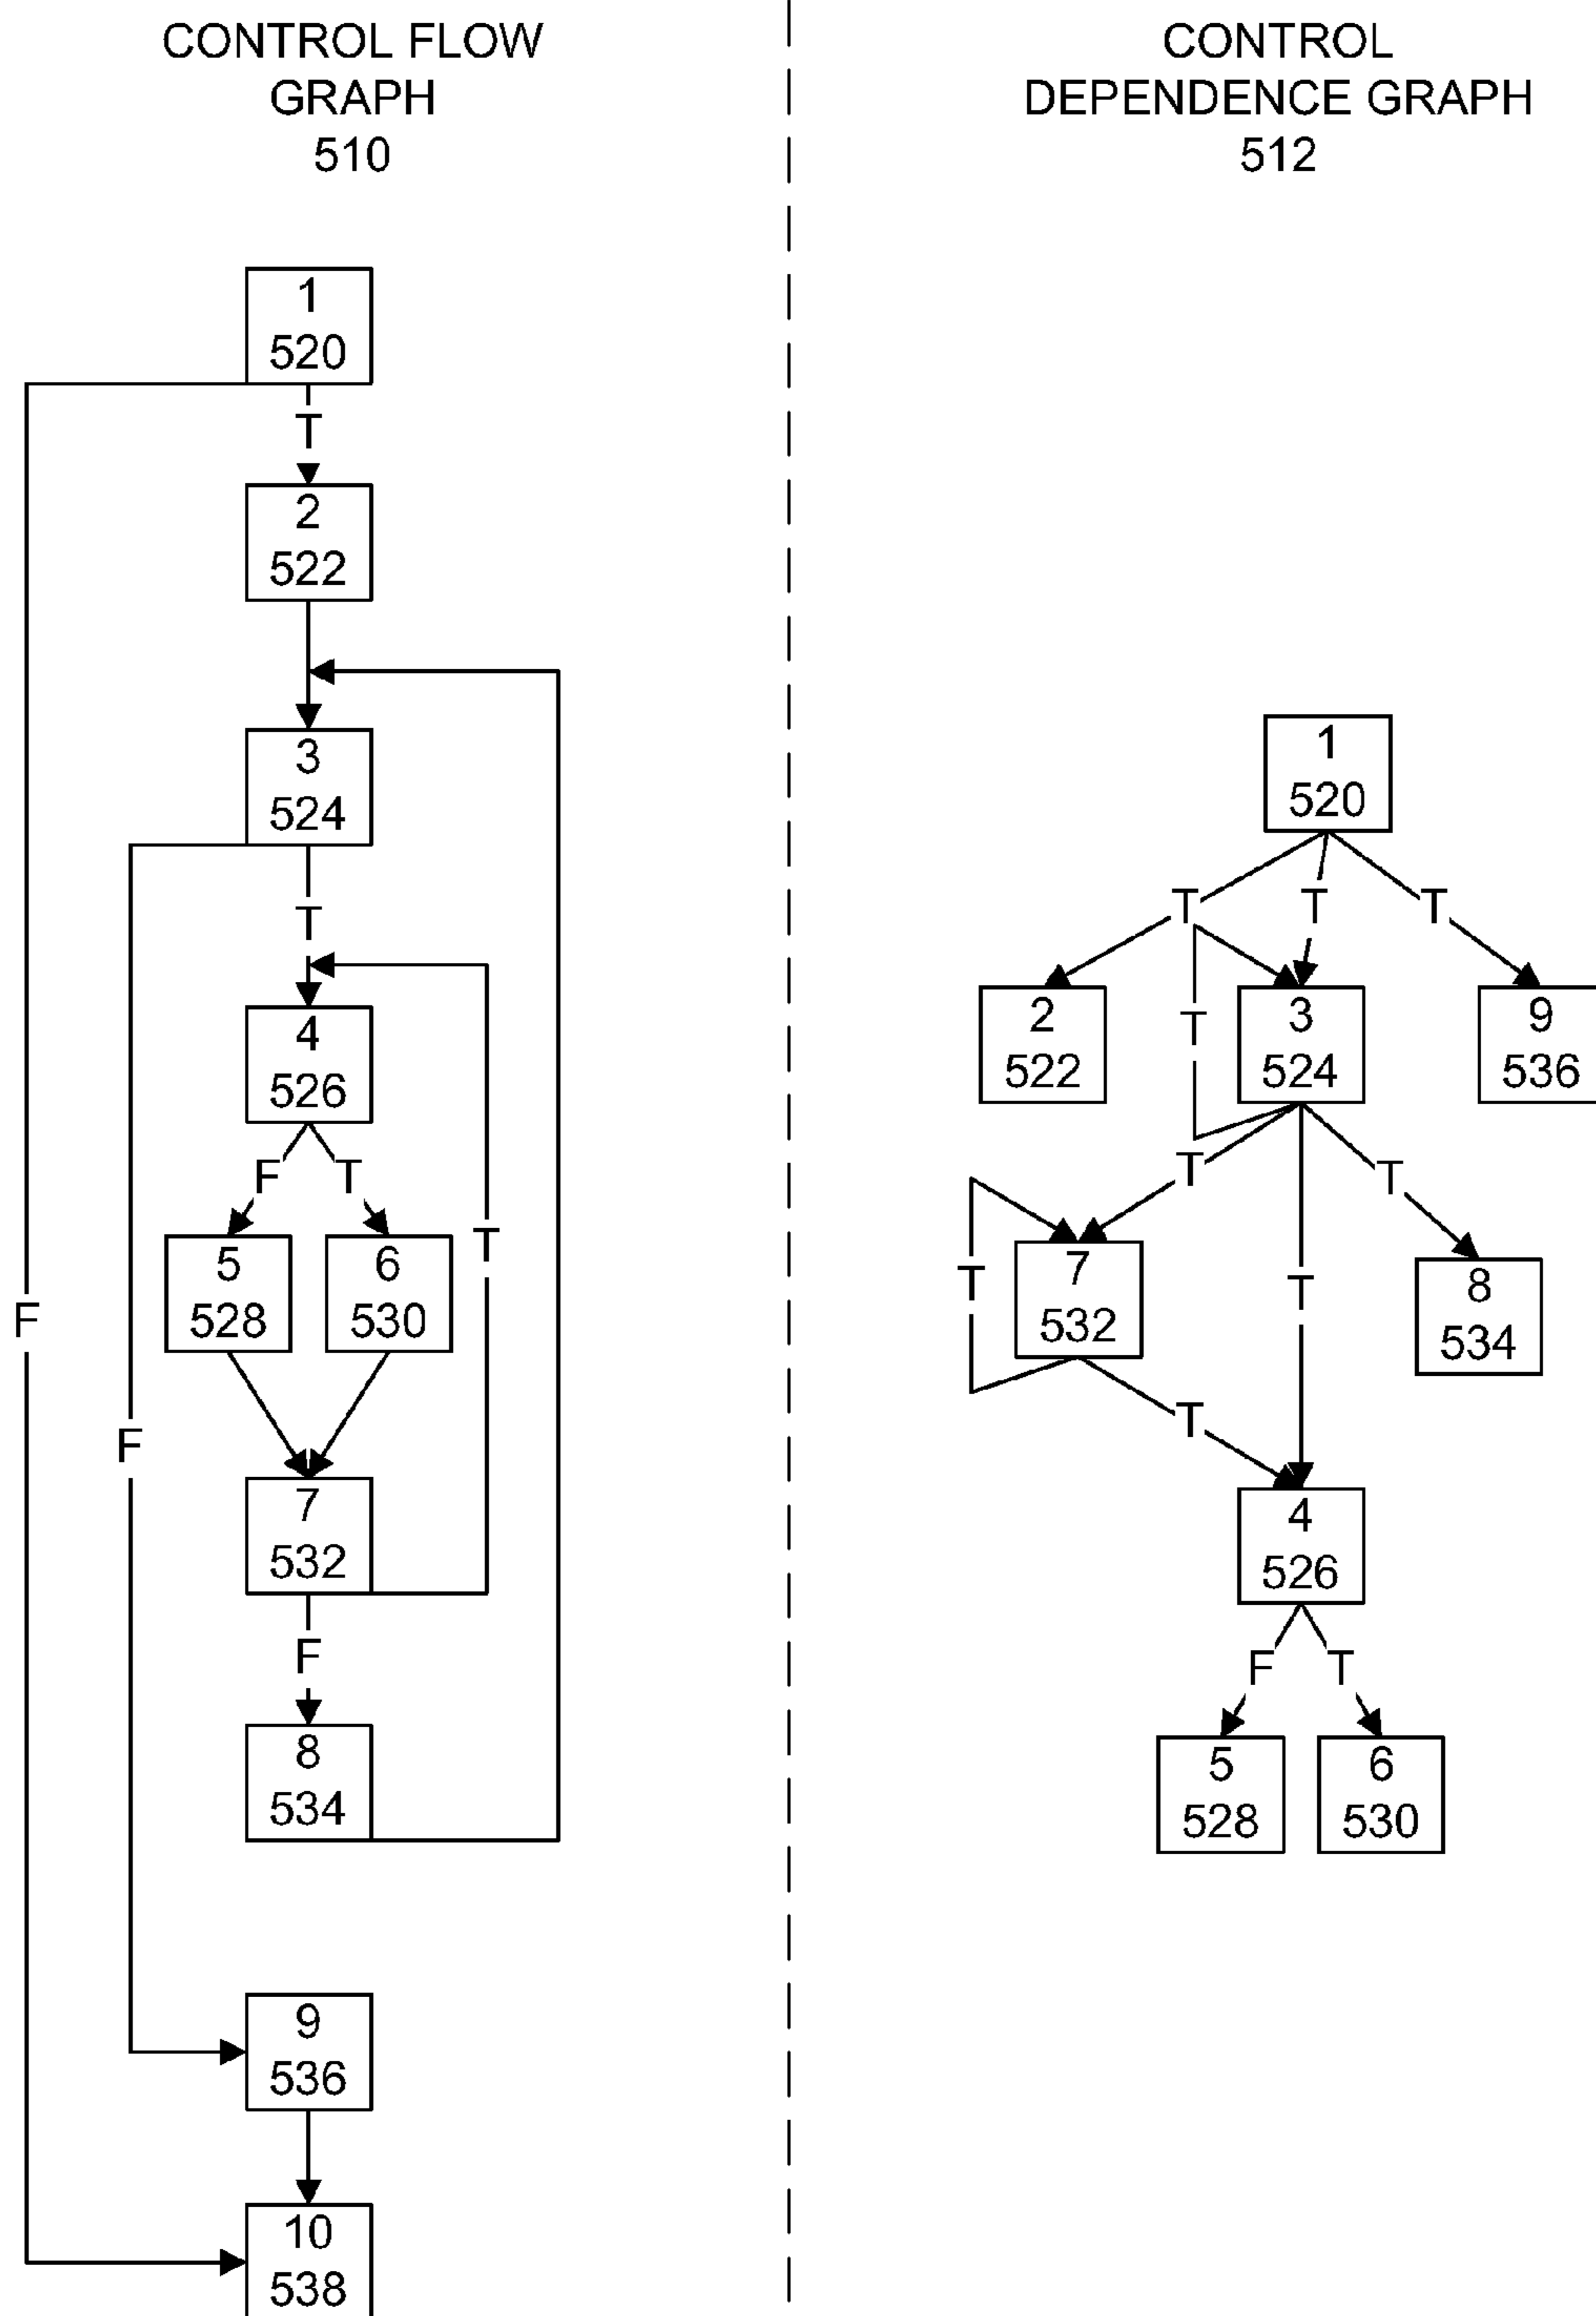 CONTROL FLOW
GRAPH
510
1
520
T
2
522
3
524
T
4
526
F
T
5
528
6
530
T
F
F
7
532
F
8
534
9
536
10
538
CONTROL
DEPENDENCE GRAPH
512
1
520
T
T
T
2
522
T
3
524
9
536
T
T
T
7
532
T
8
534
T
4
526
F
T
5
528
6
530